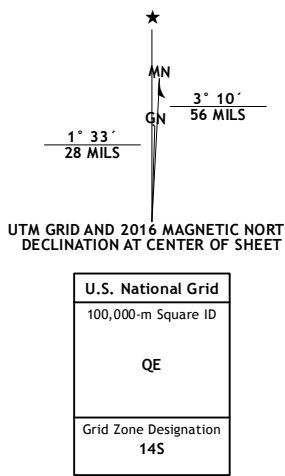 ★
MN
GN
3° 10´
56 MILS
1° 33´
28 MILS
UTM GRID AND 2016 MAGNETIC NORT
DECLINATION AT CENTER OF SHEET
U.S. National Grid
100,000-m Square ID
QE
Grid Zone Designation
14S